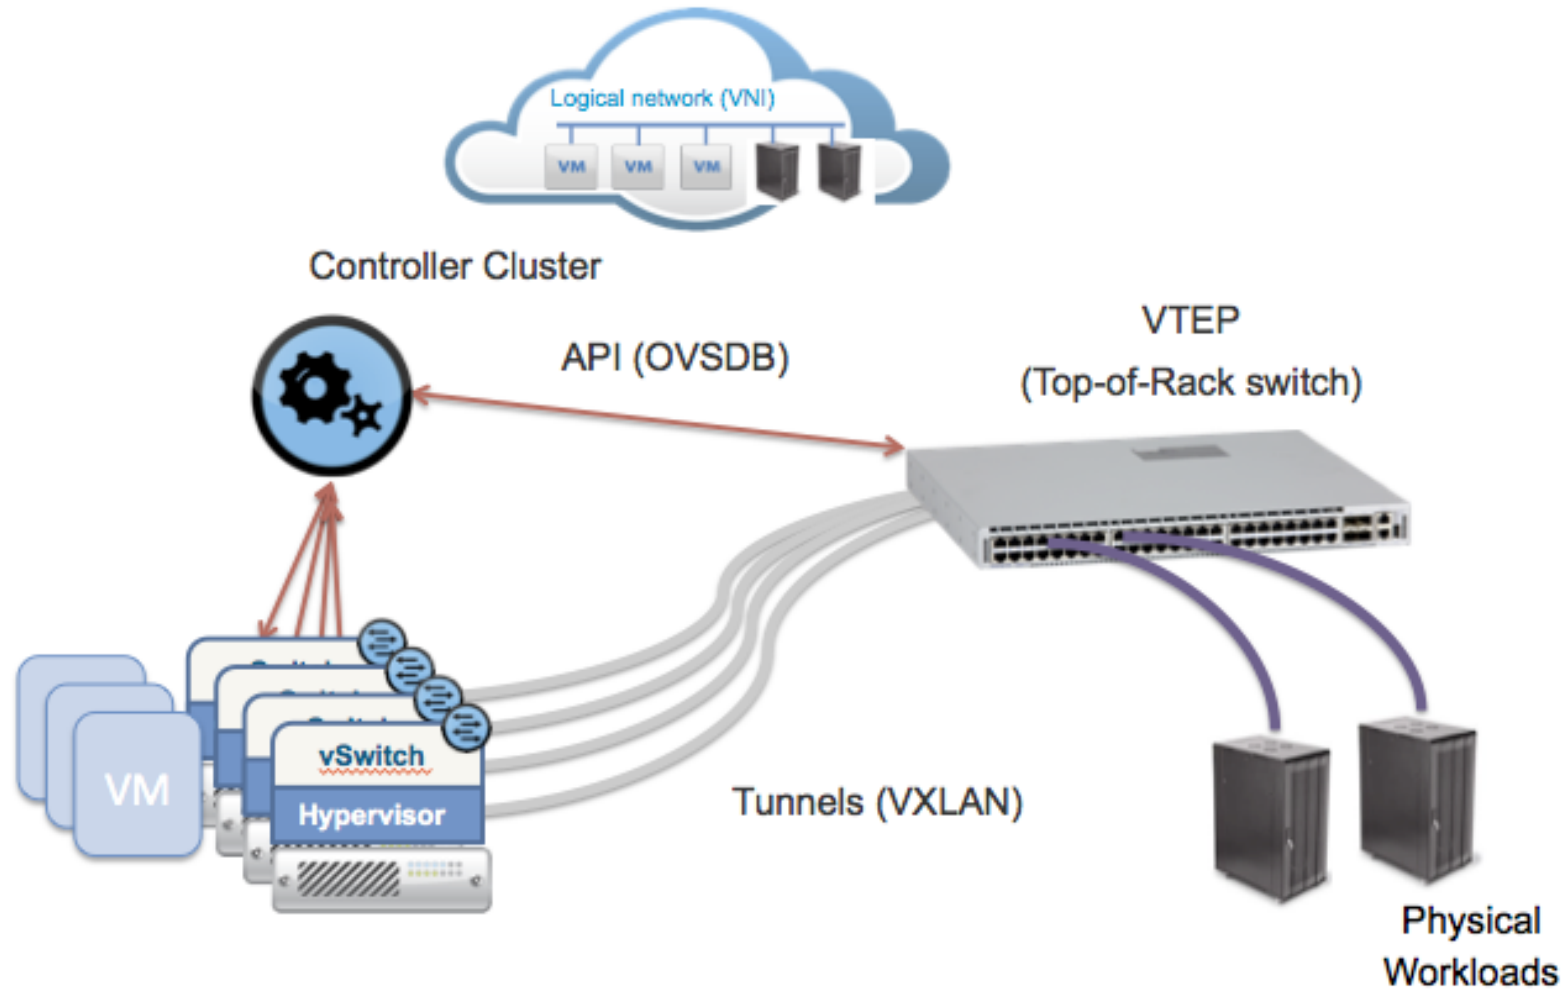 Logical network (VNI)
VM VM VM
Controller Cluster
API (OVSDB)
VTEP
(Top-of-Rack switch)
vSwitch
Hypervisor
VM
Tunnels (VXLAN)
Physical
Workloads